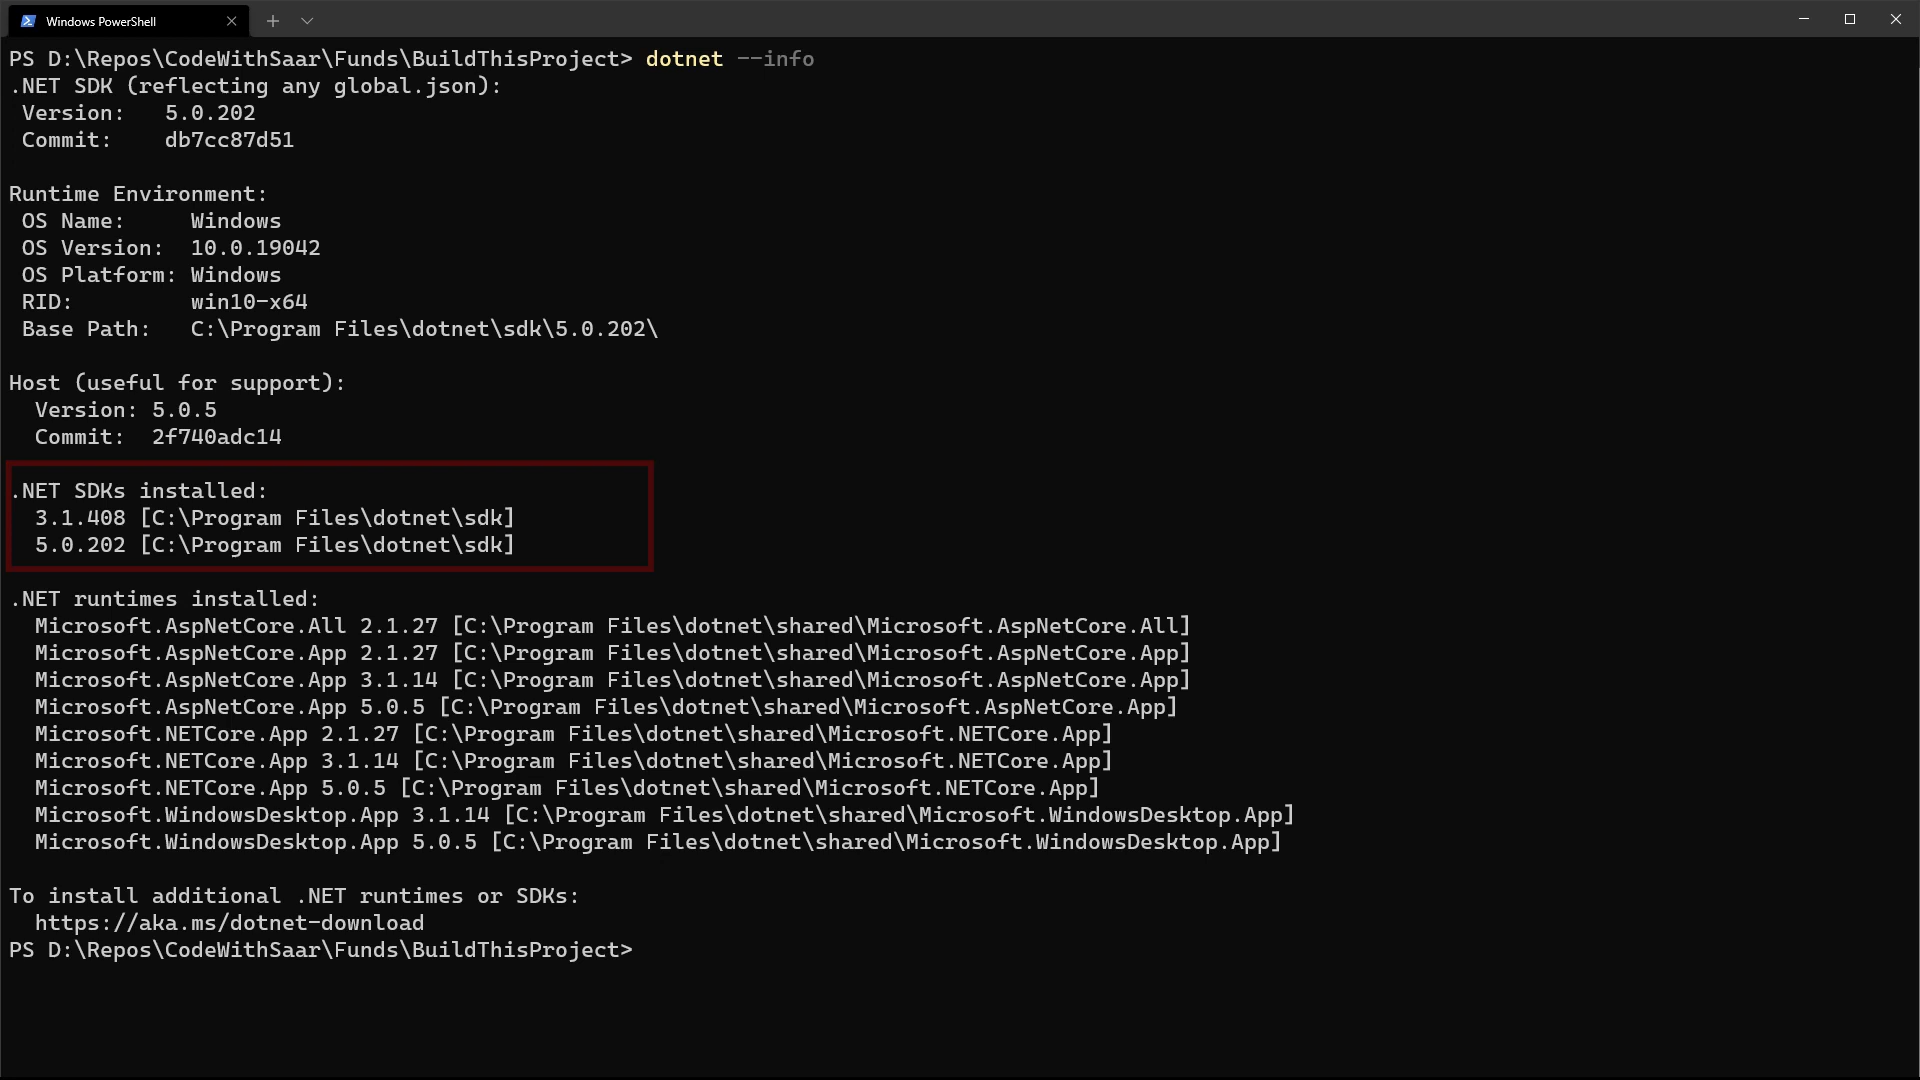 Windows PowerShell
PS D:\Repos\CodeWithSaar\Funds\BuildThisProject> dotnet --info
.NET SDK (reflecting any global.json):
 Version:   5.0.202
 Commit:    db7cc87d51

Runtime Environment:
 OS Name:     Windows
 OS Version:  10.0.19042
 OS Platform: Windows
 RID:         win10-x64
 Base Path:   C:\Program Files\dotnet\sdk\5.0.202\

Host (useful for support):
  Version: 5.0.5
  Commit:  2f740adc14

.NET SDKs installed:
  3.1.408 [C:\Program Files\dotnet\sdk]
  5.0.202 [C:\Program Files\dotnet\sdk]

.NET runtimes installed:
  Microsoft.AspNetCore.All 2.1.27 [C:\Program Files\dotnet\shared\Microsoft.AspNetCore.All]
  Microsoft.AspNetCore.App 2.1.27 [C:\Program Files\dotnet\shared\Microsoft.AspNetCore.App]
  Microsoft.AspNetCore.App 3.1.14 [C:\Program Files\dotnet\shared\Microsoft.AspNetCore.App]
  Microsoft.AspNetCore.App 5.0.5 [C:\Program Files\dotnet\shared\Microsoft.AspNetCore.App]
  Microsoft.NETCore.App 2.1.27 [C:\Program Files\dotnet\shared\Microsoft.NETCore.App]
  Microsoft.NETCore.App 3.1.14 [C:\Program Files\dotnet\shared\Microsoft.NETCore.App]
  Microsoft.NETCore.App 5.0.5 [C:\Program Files\dotnet\shared\Microsoft.NETCore.App]
  Microsoft.WindowsDesktop.App 3.1.14 [C:\Program Files\dotnet\shared\Microsoft.WindowsDesktop.App]
  Microsoft.WindowsDesktop.App 5.0.5 [C:\Program Files\dotnet\shared\Microsoft.WindowsDesktop.App]

To install additional .NET runtimes or SDKs:
  https://aka.ms/dotnet-download
PS D:\Repos\CodeWithSaar\Funds\BuildThisProject>